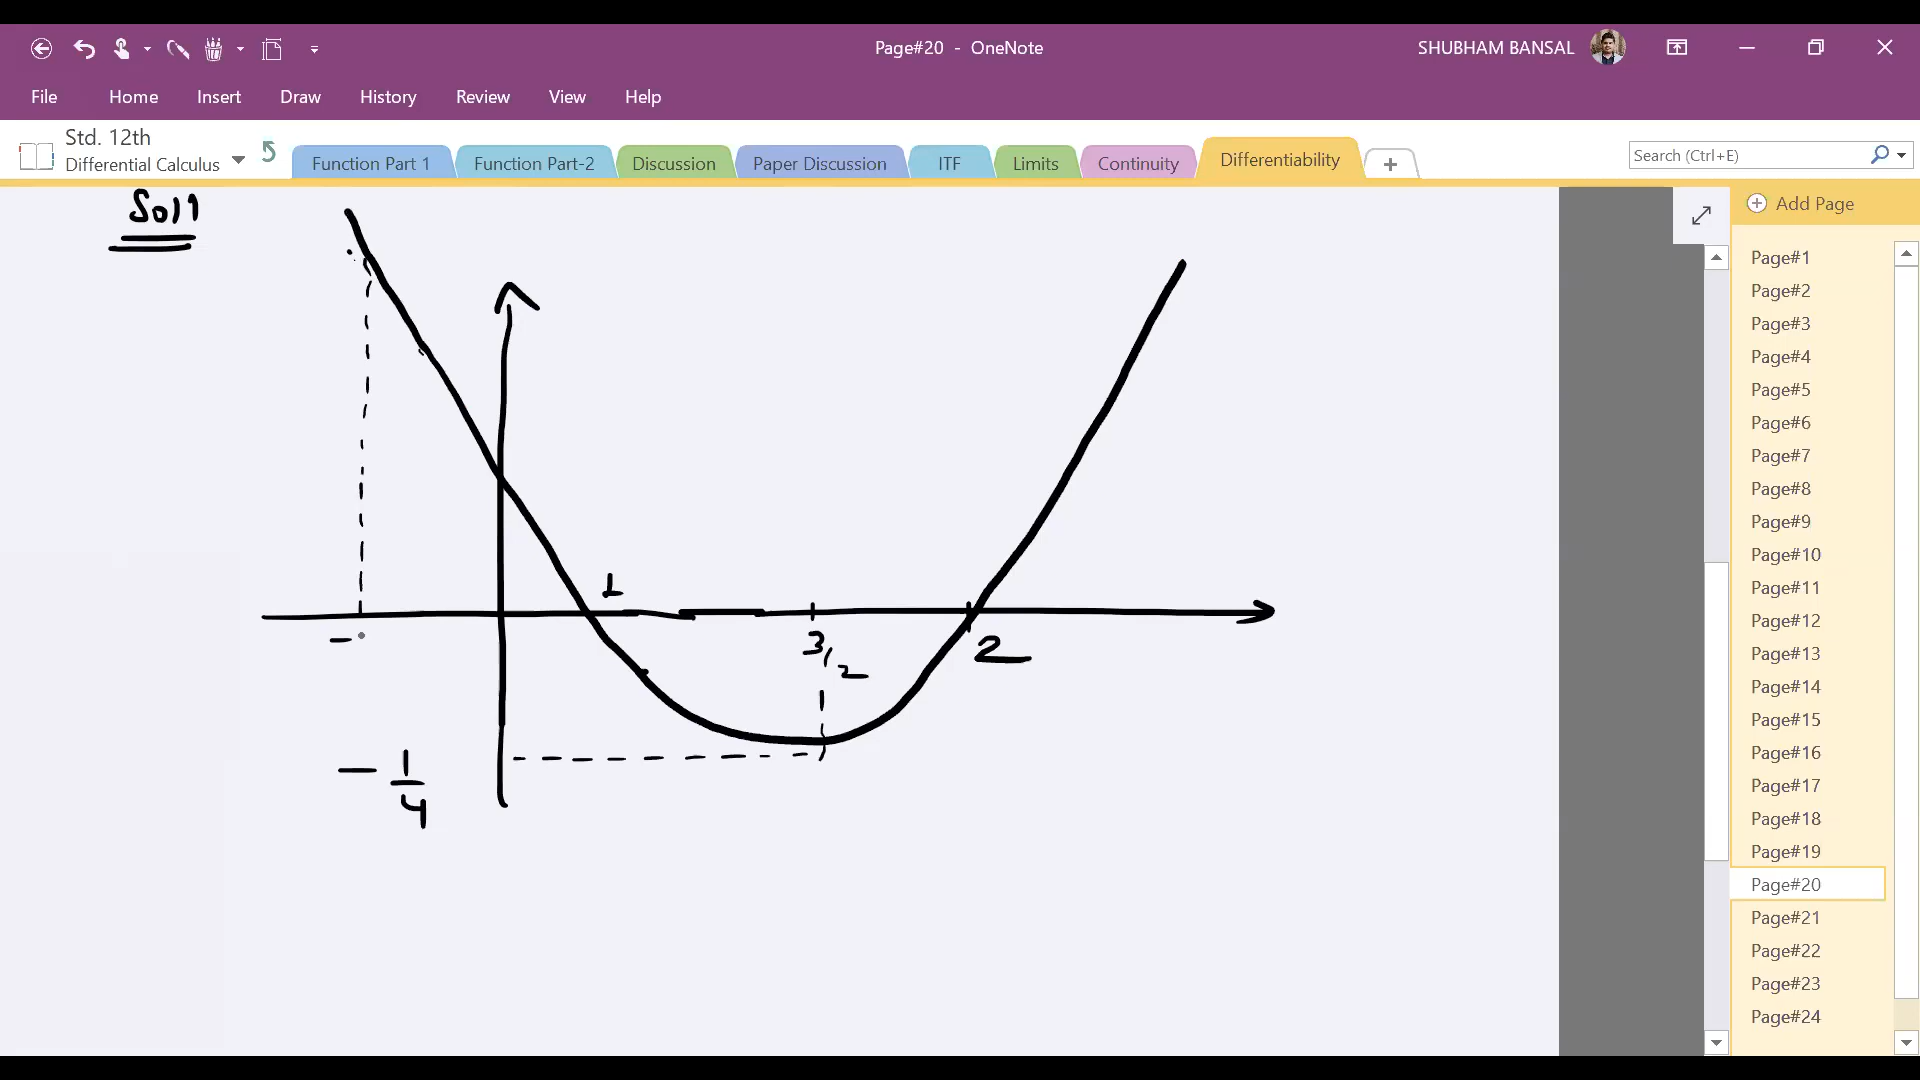 Page#20 - OneNote
SHUBHAM BANSAL
File Home Insert Draw History Review View Help
Std. 12th
Differential Calculus
Function Part 1
Function Part-2
Discussion
Paper Discussion
ITF
Limits
Continuity
Differentiability
+
Search (Ctrl+E)
Add Page
Page#1
Page#2
Page#3
Page#4
Page#5
Page#6
Page#7
Page#8
Page#9
Page#10
Page#11
Page#12
Page#13
Page#14
Page#15
Page#16
Page#17
Page#18
Page#19
Page#20
Page#21
Page#22
Page#23
Page#24
Soln
1
3/2
2
-
-1/4